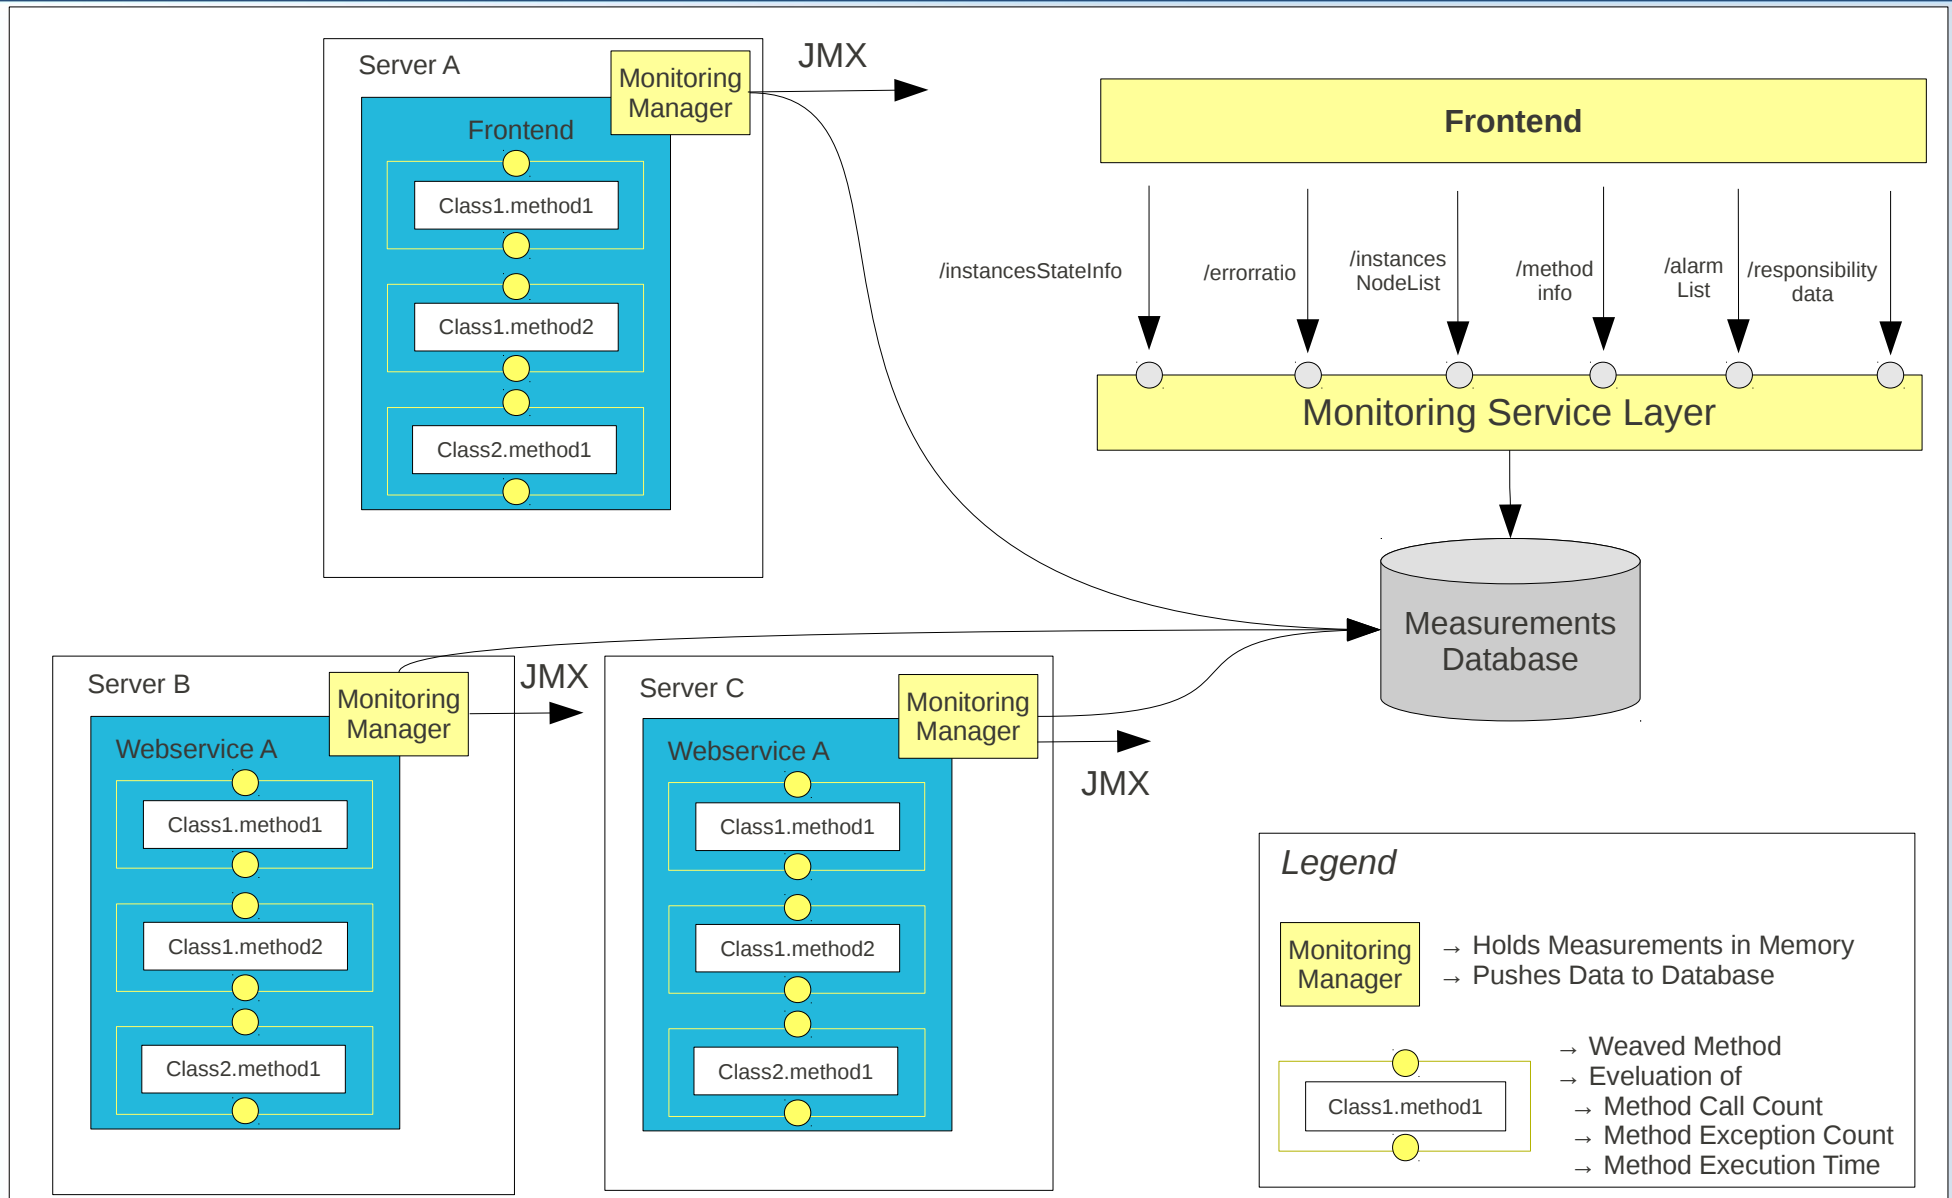 Server A
Monitoring
Manager
JMX
Frontend
Class1.method1
Class1.method2
Class2.method1
Frontend
/instancesStateInfo
/errorratio
/instances
NodeList
/method
info
/alarm
List
/responsibility
data
Monitoring Service Layer
Measurements
Database
Server B
Monitoring
Manager
JMX
Webservice A
Class1.method1
Class1.method2
Class2.method1
Server C
Monitoring
Manager
JMX
Webservice A
Class1.method1
Class1.method2
Class2.method1
Legend
Monitoring
Manager
→ Holds Measurements in Memory
→ Pushes Data to Database
Class1.method1
→ Weaved Method
→ Eveluation of
→ Method Call Count
→ Method Exception Count
→ Method Execution Time